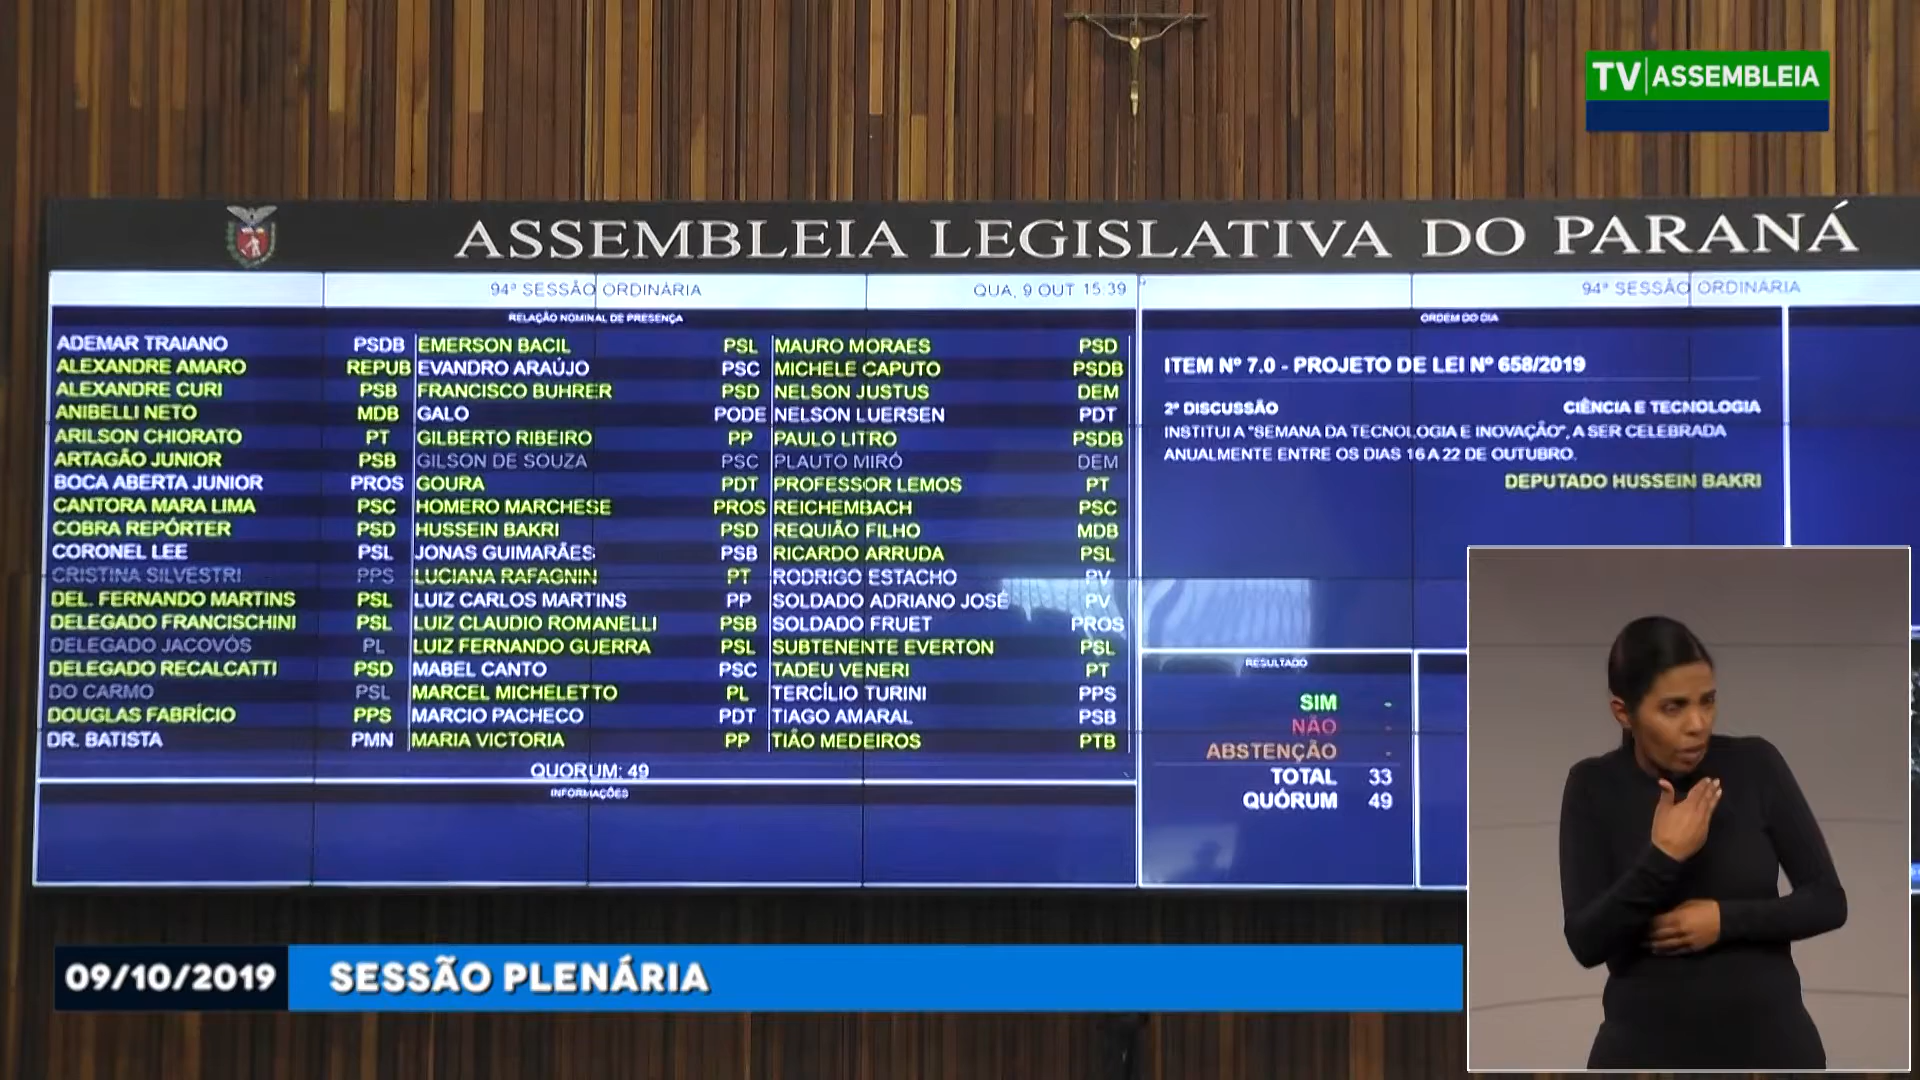 TV ASSEMBLEIA
ASSEMBLEIA LEGISLATIVA DO PARANÁ
94ª SESSÃO ORDINÁRIA QUA, 9 OUT 15:39
94ª SESSÃO ORDINÁRIA
RELAÇÃO NOMINAL DE PRESENÇA
ADEMAR TRAIANO PSDB EMERSON BACIL PSL MAURO MORAES PSD
ALEXANDRE AMARO REPUB EVANDRO ARAÚJO PSC MICHELE CAPUTO PSDB
ALEXANDRE CURI PSB FRANCISCO BUHRER PSD NELSON JUSTUS DEM
ANIBELLI NETO MDB GALO PODE NELSON LUERSEN PDT
ARILSON CHIORATO PT GILBERTO RIBEIRO PP PAULO LITRO PSDB
ARTAGÃO JUNIOR PSB GILSON DE SOUZA PSC PLAUTO MIRÓ DEM
BOCA ABERTA JUNIOR PROS GOURA PDT PROFESSOR LEMOS PT
CANTORA MARA LIMA PSC HOMERO MARCHESE PROS REICHEMBACH PSC
COBRA REPÓRTER PSD HUSSEIN BAKRI PSD REQUIÃO FILHO MDB
CORONEL LEE PSL JONAS GUIMARÃES PSB RICARDO ARRUDA PSL
CRISTINA SILVESTRI PPS LUCIANA RAFAGNIN PT RODRIGO ESTACHO PV
DEL. FERNANDO MARTINS PSL LUIZ CARLOS MARTINS PP SOLDADO ADRIANO JOSÉ PV
DELEGADO FRANCISCHINI PSL LUIZ CLAUDIO ROMANELLI PSB SOLDADO FRUET PROS
DELEGADO JACOVÓS PL LUIZ FERNANDO GUERRA PSL SUBTENENTE EVERTON PSL
DELEGADO RECALCATTI PSD MABEL CANTO PSC TADEU VENERI PT
DO CARMO PSL MARCEL MICHELETTO PL TERCÍLIO TURINI PPS
DOUGLAS FABRÍCIO PPS MARCIO PACHECO PDT TIAGO AMARAL PSB
DR. BATISTA PMN MARIA VICTORIA PP TIÃO MEDEIROS PTB
QUORUM: 49
INFORMAÇÕES
ORDEM DO DIA
ITEM Nº 7.0 - PROJETO DE LEI Nº 658/2019
2ª DISCUSSÃO CIÊNCIA E TECNOLOGIA
INSTITUI A "SEMANA DA TECNOLOGIA E INOVAÇÃO", A SER CELEBRADA
ANUALMENTE ENTRE OS DIAS 16 A 22 DE OUTUBRO.
DEPUTADO HUSSEIN BAKRI
RESULTADO
SIM -
NÃO -
ABSTENÇÃO -
TOTAL 33
QUÓRUM 49
09/10/2019 SESSÃO PLENÁRIA